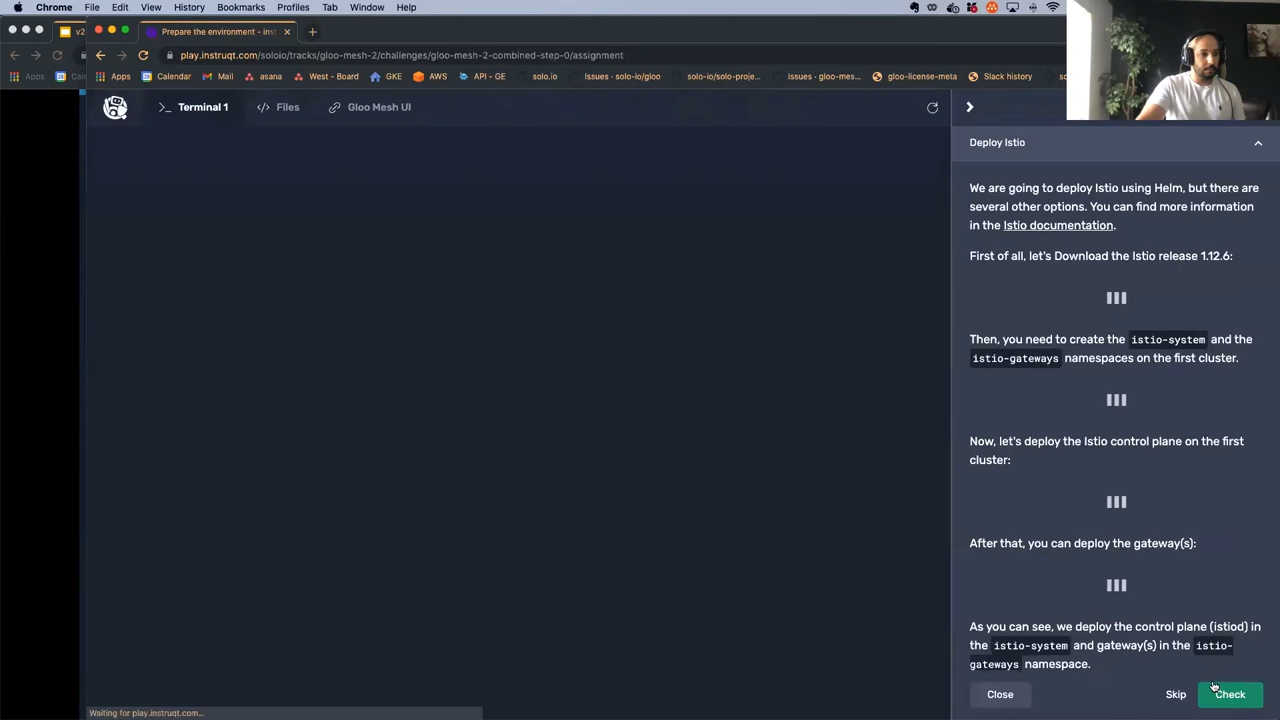 Chrome File Edit View History Bookmarks Profiles Tab Window Help
v2
Prepare the environment - inst
play.instruqt.com/soloio/tracks/gloo-mesh-2/challenges/gloo-mesh-2-combined-step-0/assignment
Apps
Apps Calendar Mail asana West - Board GKE AWS API - GE solo.io Issues · solo-io/gloo solo-io/solo-proje... Issues · gloo-mes... gloo-license-meta Slack history
>_ Terminal 1 </> Files Gloo Mesh UI
Deploy Istio
We are going to deploy Istio using Helm, but there are
several other options. You can find more information
in the Istio documentation.
First of all, let's Download the Istio release 1.12.6:
Then, you need to create the istio-system and the
istio-gateways namespaces on the first cluster.
Now, let's deploy the Istio control plane on the first
cluster:
After that, you can deploy the gateway(s):
As you can see, we deploy the control plane (istiod) in
the istio-system and gateway(s) in the istio-
gateways namespace.
Close Skip Check
Waiting for play.instruqt.com...